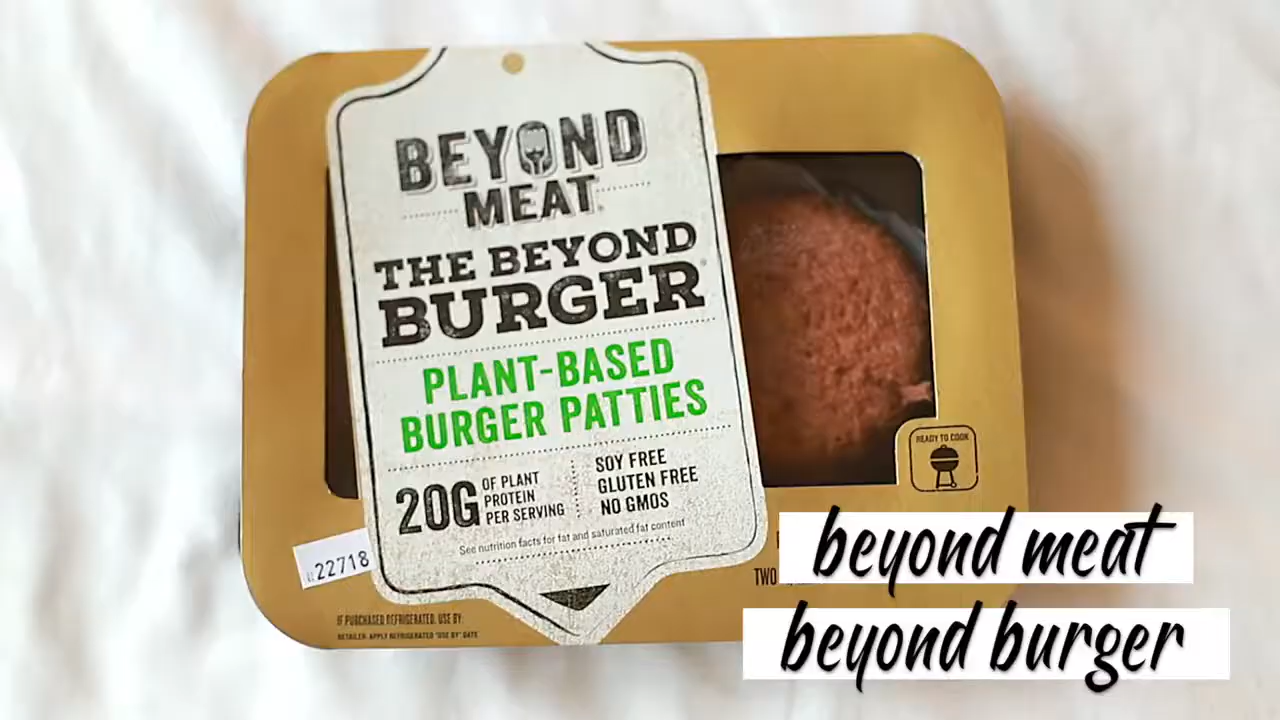 BEYOND
MEAT
THE BEYOND
BURGER
PLANT-BASED
BURGER PATTIES
20G OF PLANT
PROTEIN
PER SERVING
SOY FREE
GLUTEN FREE
NO GMOS
See nutrition facts for fat and saturated fat content
READY TO COOK
22718
IF PURCHASED REFRIGERATED, USE BY:
RETAILER: APPLY REFRIGERATED "USE BY" DATE
TWO
beyond meat
beyond burger